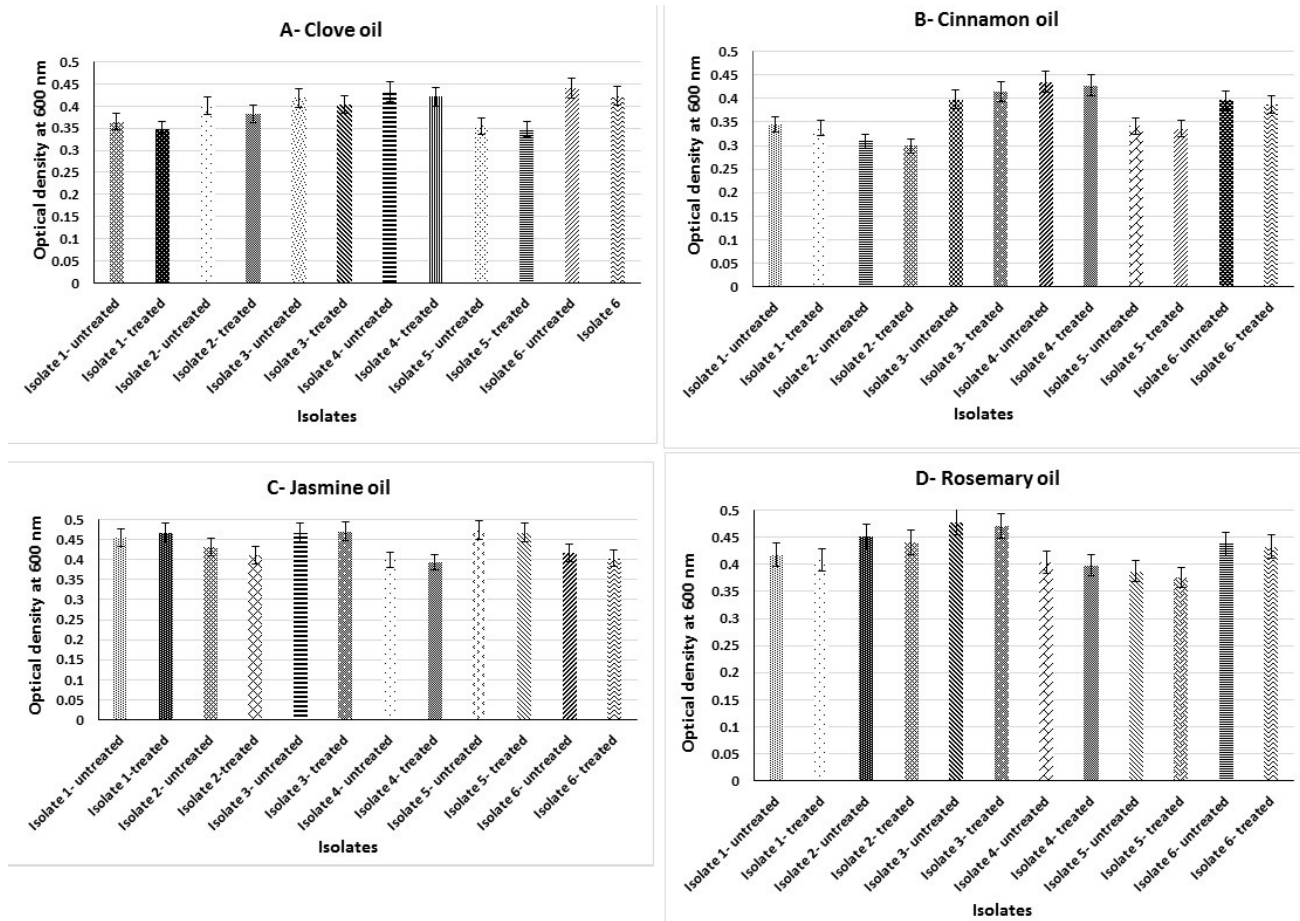 A- Clove oil
Optical density at 600 nm
0.5
0.45
0.4
0.35
0.3
0.25
0.2
0.15
0.1
0.05
0
Isolate 1- untreated
Isolate 1- treated
Isolate 2- untreated
Isolate 2- treated
Isolate 3- untreated
Isolate 3- treated
Isolate 4- untreated
Isolate 4- treated
Isolate 5- untreated
Isolate 5- treated
Isolate 6- untreated
Isolate 6
Isolates
B- Cinnamon oil
Optical density at 600 nm
0.5
0.45
0.4
0.35
0.3
0.25
0.2
0.15
0.1
0.05
0
Isolate 1- untreated
Isolate 1- treated
Isolate 2- untreated
Isolate 2- treated
Isolate 3- untreated
Isolate 3- treated
Isolate 4- untreated
Isolate 4- treated
Isolate 5- untreated
Isolate 5- treated
Isolate 6- untreated
Isolate 6- treated
Isolates
C- Jasmine oil
Optical density at 600 nm
0.5
0.45
0.4
0.35
0.3
0.25
0.2
0.15
0.1
0.05
0
Isolate 1- untreated
Isolate 1-treated
Isolate 2- untreated
Isolate 2-treated
Isolate 3- untreated
Isolate 3- treated
Isolate 4- untreated
Isolate 4- treated
Isolate 5- untreated
Isolate 5- treated
Isolate 6- untreated
Isolate 6- treated
Isolates
D- Rosemary oil
Optical density at 600 nm
0.5
0.45
0.4
0.35
0.3
0.25
0.2
0.15
0.1
0.05
0
Isolate 1- untreated
Isolate 1- treated
Isolate 2- untreated
Isolate 2- treated
Isolate 3- untreated
Isolate 3- treated
Isolate 4- untreated
Isolate 4- treated
Isolate 5- untreated
Isolate 5- treated
Isolate 6- untreated
Isolate 6- treated
Isolates